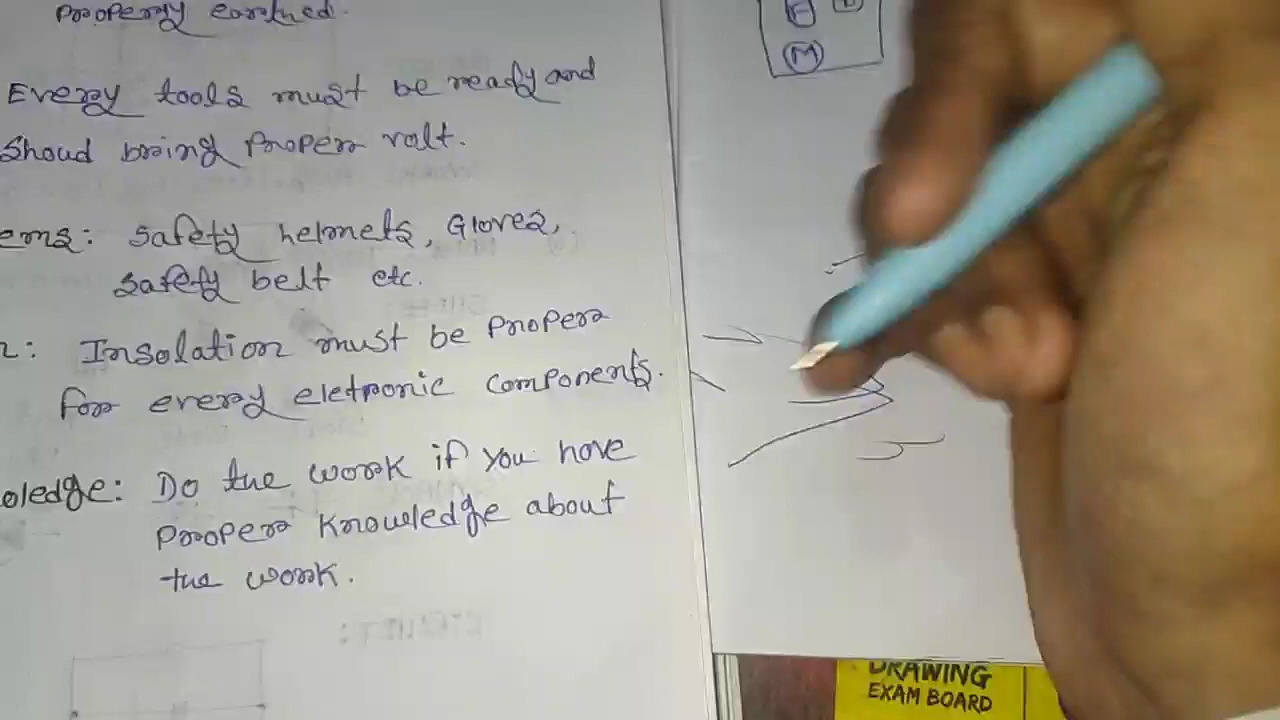 Propergy earthed.
Every tools must be ready and
Shoud bring Proper volt.
ems: Safety helmets, Gloves,
Safety belt etc.
n: Insolation must be Proper
for every eletronic components.
oledge: Do the work if you have
Proper Knowledge about
the work.
F
M
DRAWING
EXAM BOARD